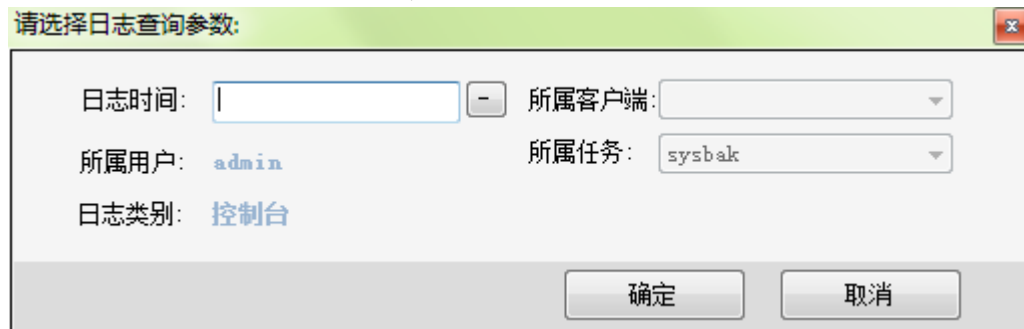 请选择日志查询参数:
日志时间: - 所属客户端:
所属用户: admin 所属任务: sysbak
日志类别: 控制台
确定 取消